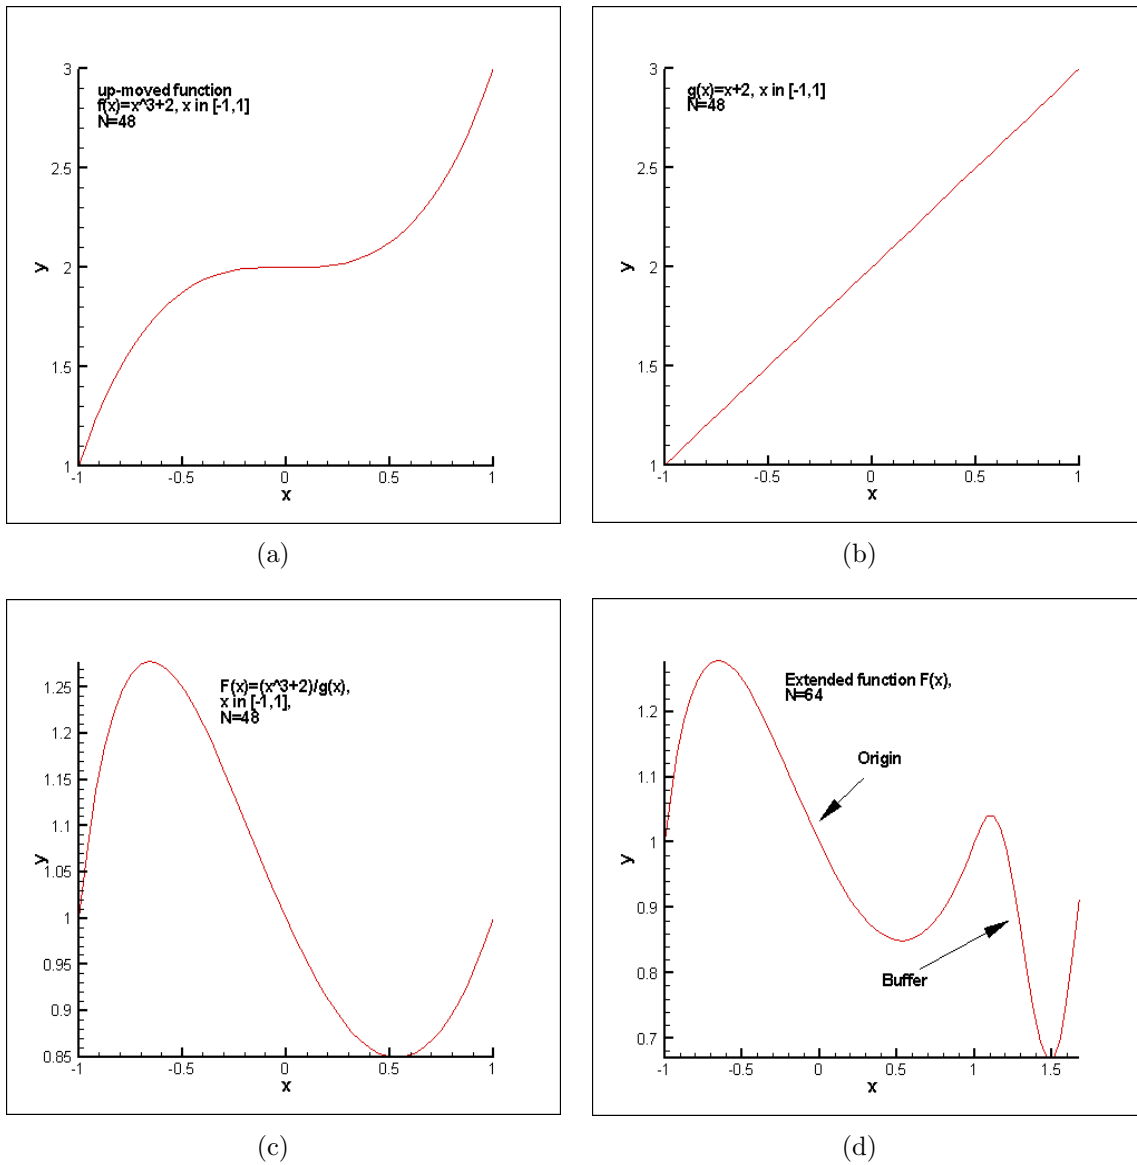 3
up-moved function
f(x)=x^3+2, x in [-1,1]
N=48
2.5
y
2
1.5
1
-1
-0.5
0
0.5
1
x
(a)
3
g(x)=x+2, x in [-1,1]
N=48
2.5
y
2
1.5
1
-1
-0.5
0
0.5
1
x
(b)
1.25
F(x)=(x^3+2)/g(x),
x in [-1,1],
N=48
1.2
1.15
1.1
y
1.05
1
0.95
0.9
0.85
-1
-0.5
0
0.5
1
x
(c)
Extended function F(x),
N=64
1.2
Origin
1.1
y
1
0.9
Buffer
0.8
0.7
-1
-0.5
0
0.5
1
1.5
x
(d)